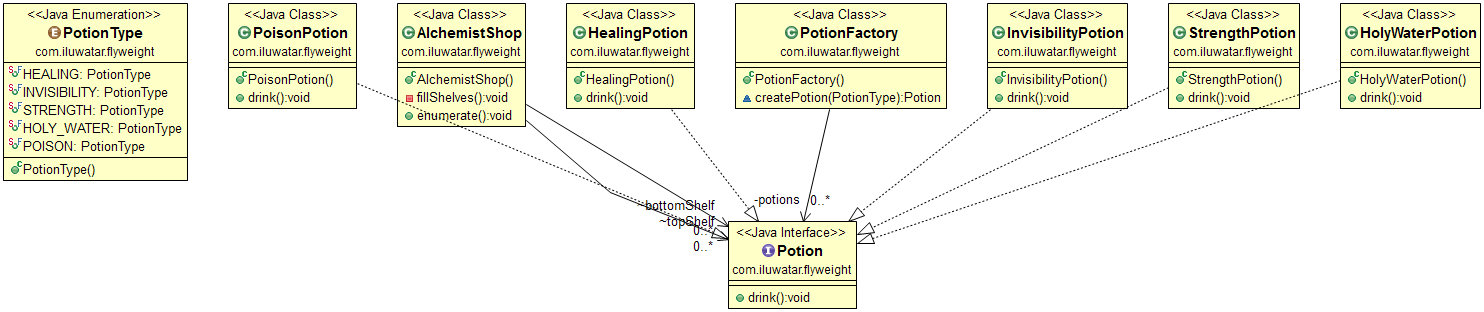 <<Java Enumeration>>
PotionType
com.iluwatar.flyweight
HEALING: PotionType
INVISIBILITY: PotionType
STRENGTH: PotionType
HOLY_WATER: PotionType
POISON: PotionType
PotionType()
<<Java Class>>
PoisonPotion
com.iluwatar.flyweight
PoisonPotion()
drink():void
<<Java Class>>
AlchemistShop
com.iluwatar.flyweight
AlchemistShop()
fillShelves():void
enumerate():void
<<Java Class>>
HealingPotion
com.iluwatar.flyweight
HealingPotion()
drink():void
<<Java Class>>
PotionFactory
com.iluwatar.flyweight
PotionFactory()
createPotion(PotionType):Potion
<<Java Class>>
InvisibilityPotion
com.iluwatar.flyweight
InvisibilityPotion()
drink():void
<<Java Class>>
StrengthPotion
com.iluwatar.flyweight
StrengthPotion()
drink():void
<<Java Class>>
HolyWaterPotion
com.iluwatar.flyweight
HolyWaterPotion()
drink():void
~bottomShelf
~topShelf
0..*
0..*
-potions
0..*
<<Java Interface>>
Potion
com.iluwatar.flyweight
drink():void